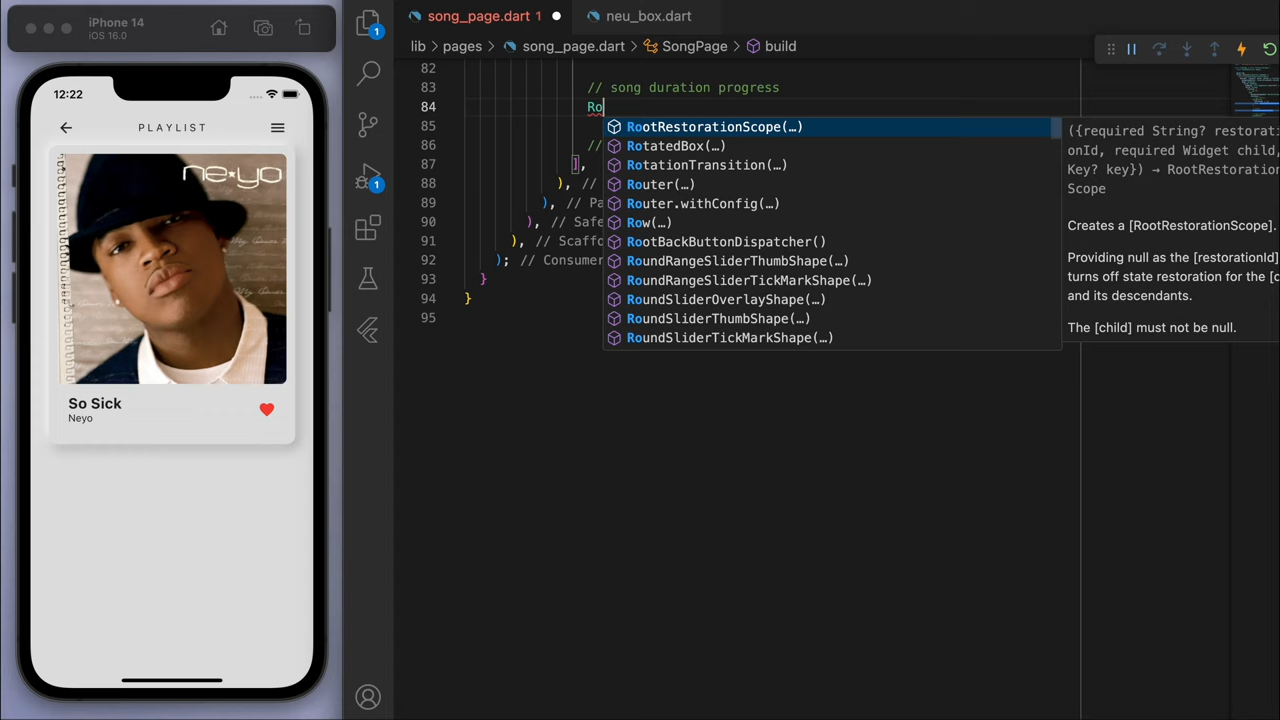 iPhone 14
iOS 16.0
12:22
PLAYLIST
ne★yo
So Sick
Neyo
1
1
song_page.dart 1
neu_box.dart
lib > pages > song_page.dart > SongPage > build
82
83 // song duration progress
84 Ro
85
86 //
87 ],
88 ), //
89 ), // Pa
90 ), // Safe
91 ), // Scaffo
92 ); // Consumer
93 }
94 }
95
RootRestorationScope(…)
RotatedBox(…)
RotationTransition(…)
Router(…)
Router.withConfig(…)
Row(…)
RootBackButtonDispatcher()
RoundRangeSliderThumbShape(…)
RoundRangeSliderTickMarkShape(…)
RoundSliderOverlayShape(…)
RoundSliderThumbShape(…)
RoundSliderTickMarkShape(…)
({required String? restorati
onId, required Widget child,
Key? key}) → RootRestoration
Scope
Creates a [RootRestorationScope].
Providing null as the [restorationId]
turns off state restoration for the [c
and its descendants.
The [child] must not be null.